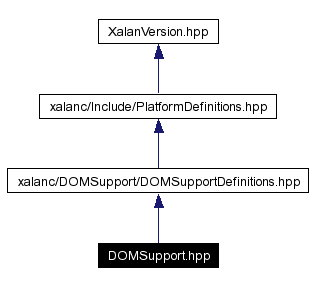 XalanVersion.hpp
xalanc/Include/PlatformDefinitions.hpp
xalanc/DOMSupport/DOMSupportDefinitions.hpp
DOMSupport.hpp